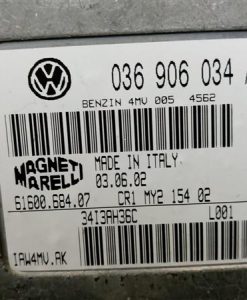 036 906 034 A
BENZIN 4MV 005 4562
MAGNETI
MARELLI
MADE IN ITALY
03.06.02
61600.684.07 CR1 MY2 154 02
34I3AH36C L001
IAW4MV.AK